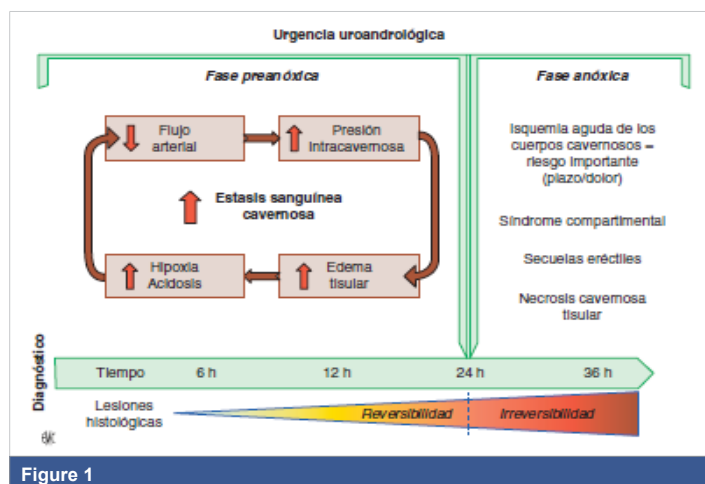 Urgencia uroandrológica
Fase preanóxica
Fase anóxica
Flujo
arterial
Presión
intracavernosa
Estasis sanguínea
cavernosa
Hipoxia
Acidosis
Edema
tisular
Isquemia aguda de los
cuerpos cavernosos =
riesgo importante
(plazo/dolor)
Síndrome compartimental
Secuelas eréctiles
Necrosis cavernosa
tisular
Diagnóstico
Tiempo 6 h 12 h 24 h 36 h
Lesiones
histológicas
Reversibilidad
Irreversibilidad
Figure 1